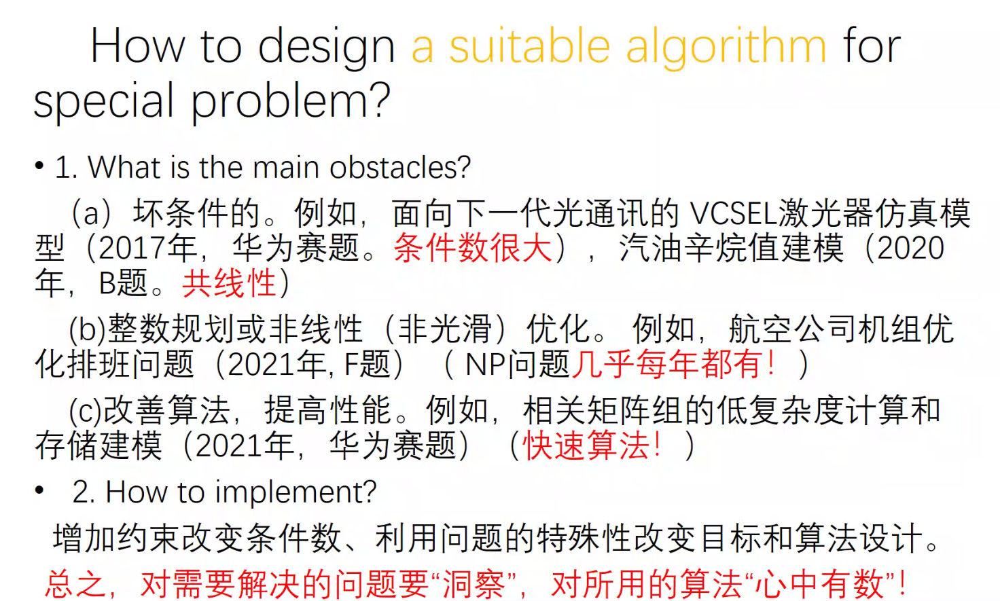 How to design a suitable algorithm for
special problem?
• 1. What is the main obstacles?
（a）坏条件的。例如，面向下一代光通讯的 VCSEL激光器仿真模
型（2017年，华为赛题。条件数很大），汽油辛烷值建模（2020
年，B题。共线性）
(b)整数规划或非线性（非光滑）优化。 例如，航空公司机组优
化排班问题（2021年, F题）（ NP问题几乎每年都有！）
(c)改善算法，提高性能。例如，相关矩阵组的低复杂度计算和
存储建模（2021年，华为赛题）（快速算法！）
• 2. How to implement?
增加约束改变条件数、利用问题的特殊性改变目标和算法设计。
总之，对需要解决的问题要“洞察”，对所用的算法“心中有数”！